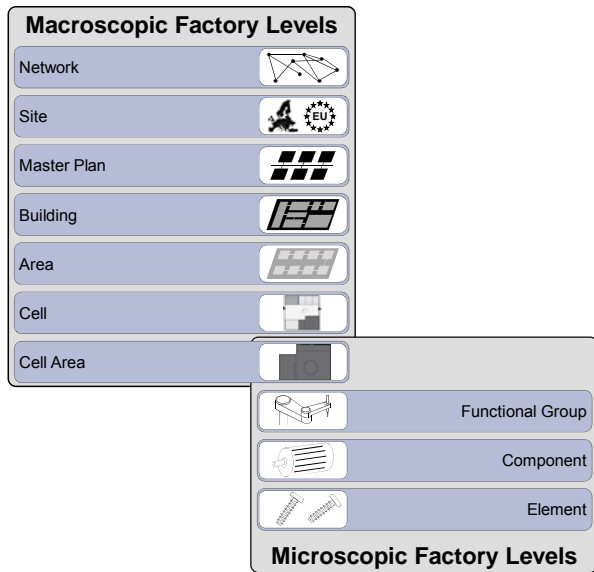 Macroscopic Factory Levels
Network
Site
EU
Master Plan
Building
Area
Cell
Cell Area
Functional Group
Component
Element
Microscopic Factory Levels